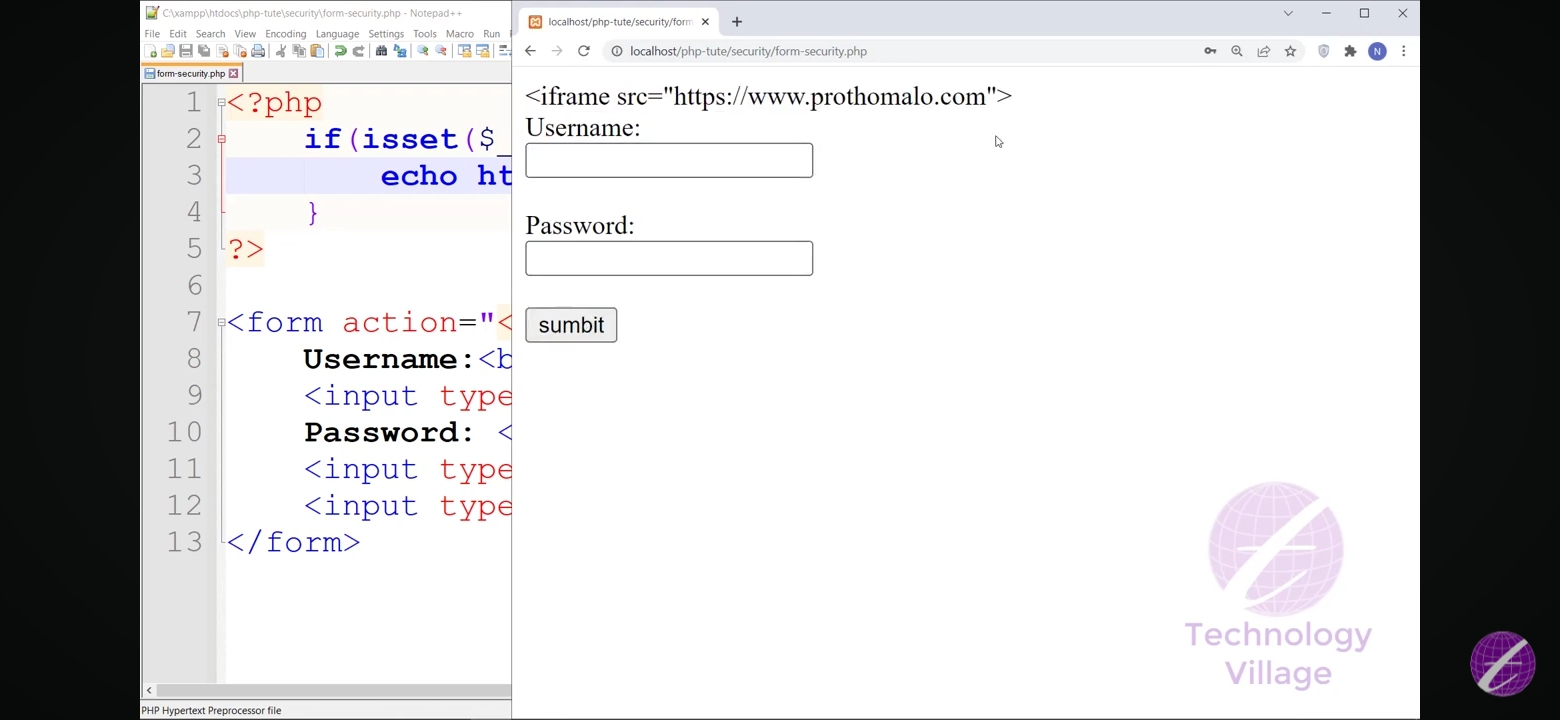 C:\xampp\htdocs\php-tute\security\form-security.php - Notepad++
File Edit Search View Encoding Language Settings Tools Macro Run
form-security.php
1 <?php
2 if(isset($_
3 echo ht
4 }
5 ?>
6
7 <form action="<
8 Username:<b
9 <input type
10 Password: <
11 <input type
12 <input type
13 </form>
PHP Hypertext Preprocessor file
localhost/php-tute/security/form
localhost/php-tute/security/form-security.php
N
<iframe src="https://www.prothomalo.com">
Username:
Password:
sumbit
Technology
Village